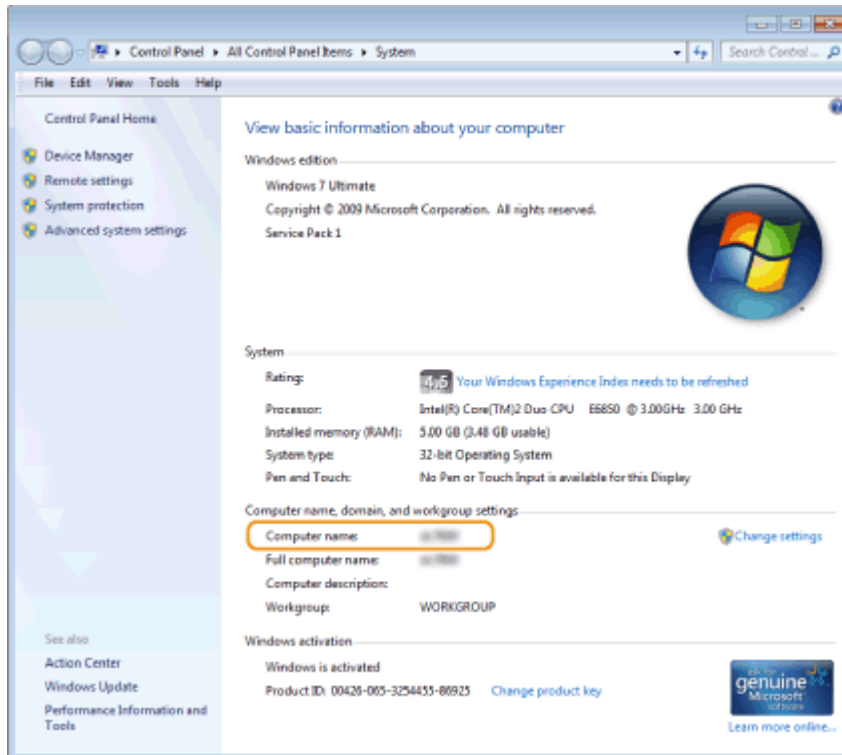 Control Panel ▸ All Control Panel Items ▸ System
Search Control ...
File Edit View Tools Help
Control Panel Home
Device Manager
Remote settings
System protection
Advanced system settings
View basic information about your computer
Windows edition
Windows 7 Ultimate
Copyright © 2009 Microsoft Corporation. All rights reserved.
Service Pack 1
System
Rating:
4,5 Your Windows Experience Index needs to be refreshed
Processor: Intel(R) Core(TM)2 Duo CPU E6850 @ 3.00GHz 3.00 GHz
Installed memory (RAM): 5.00 GB (3.48 GB usable)
System type: 32-bit Operating System
Pen and Touch: No Pen or Touch Input is available for this Display
Computer name, domain, and workgroup settings
Computer name:
Change settings
Full computer name:
Computer description:
Workgroup: WORKGROUP
Windows activation
Windows is activated
Product ID: 00426-065-3254455-86925 Change product key
See also
Action Center
Windows Update
Performance Information and
Tools
ask for
genuine
Microsoft
software
Learn more online...